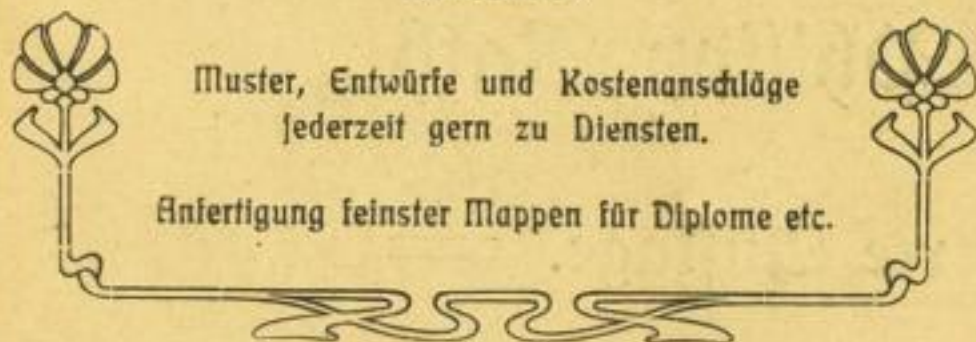 Muster, Entwürfe und Kostenanschläge
jederzeit gern zu Diensten.
Anfertigung feinster Mappen für Diplome etc.